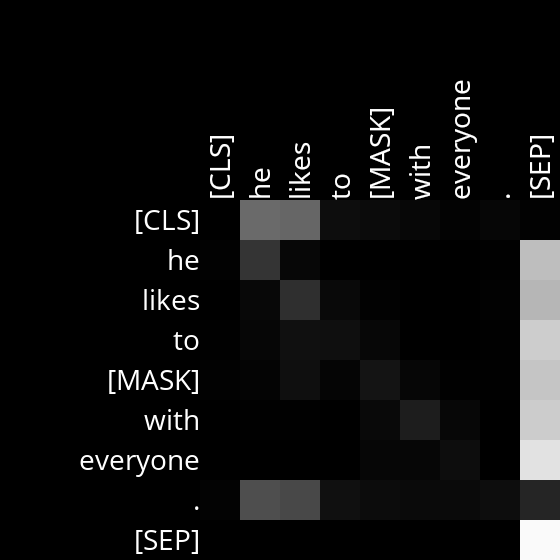 [CLS] he likes to [MASK] with everyone . [SEP]
[CLS]
he
likes
to
[MASK]
with
everyone
.
[SEP]